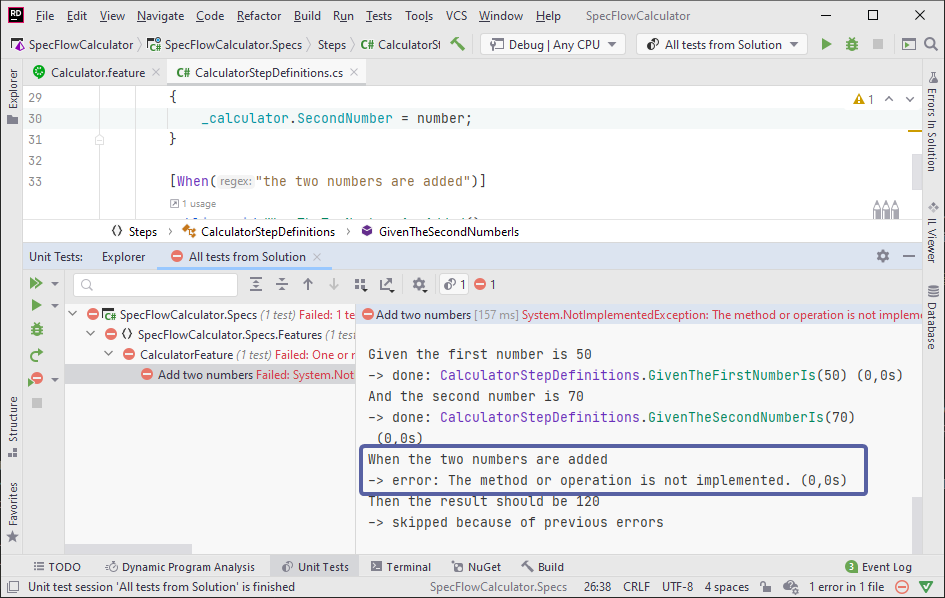 RD File Edit View Navigate Code Refactor Build Run Tests Tools VCS Window Help SpecFlowCalculator
SpecFlowCalculator SpecFlowCalculator.Specs Steps C# CalculatorSt Debug | Any CPU All tests from Solution
Explorer
Calculator.feature C# CalculatorStepDefinitions.cs
29 {
30 _calculator.SecondNumber = number;
1
31 }
32
33 [When( regex: "the two numbers are added")]
1 usage
Errors In Solution
IL Viewer
Database
Steps CalculatorStepDefinitions GivenTheSecondNumberIs
Unit Tests: Explorer All tests from Solution
1 1
SpecFlowCalculator.Specs (1 test) Failed: 1 te
SpecFlowCalculator.Specs.Features (1 test
CalculatorFeature (1 test) Failed: One or r
Add two numbers Failed: System.Not
Add two numbers [157 ms] System.NotImplementedException: The method or operation is not impleme
Given the first number is 50
-> done: CalculatorStepDefinitions.GivenTheFirstNumberIs(50) (0,0s)
And the second number is 70
-> done: CalculatorStepDefinitions.GivenTheSecondNumberIs(70)
(0,0s)
When the two numbers are added
-> error: The method or operation is not implemented. (0,0s)
Then the result should be 120
-> skipped because of previous errors
Structure
Favorites
TODO Dynamic Program Analysis Unit Tests Terminal NuGet Build 3 Event Log
Unit test session 'All tests from Solution' is finished SpecFlowCalculator.Specs 26:38 CRLF UTF-8 4 spaces 1 error in 1 file